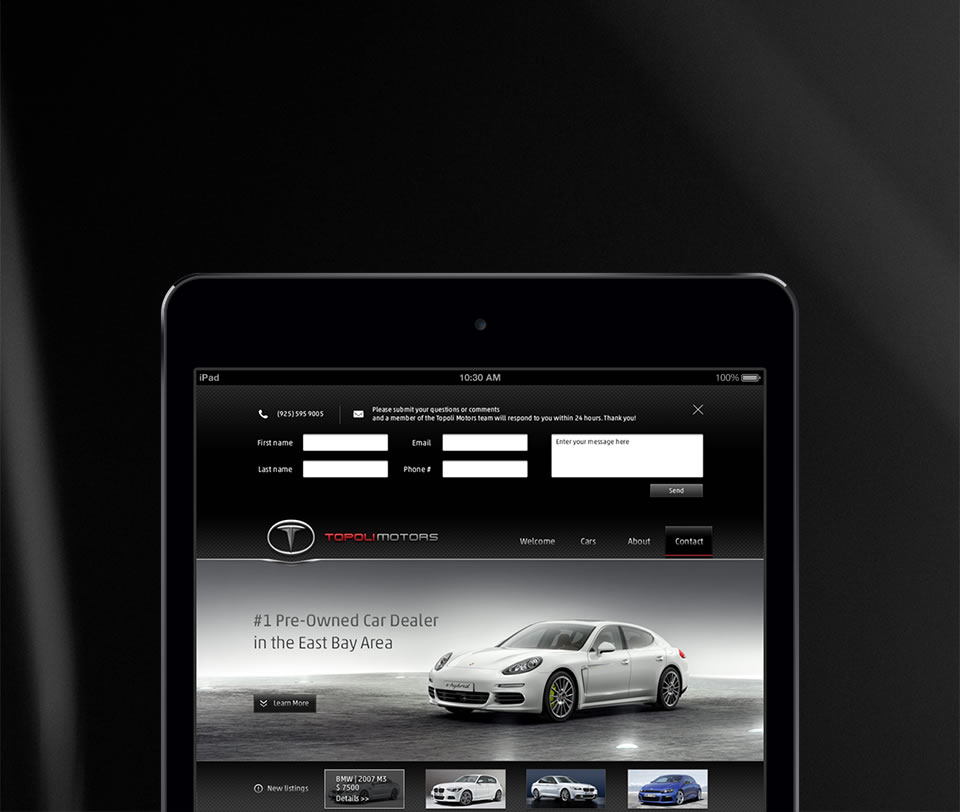 iPad
10:30 AM
100%
(925) 595 9005
Please submit your questions or comments
and a member of the Topoli Motors team will respond to you within 24 hours. Thank you!
First name
Email
Enter your message here
Last name
Phone #
Send
T
TOPOLIMOTORS
Welcome
Cars
About
Contact
#1 Pre-Owned Car Dealer
in the East Bay Area
e-hybrid
Learn More
New listings
BMW | 2007 M3
$ 7500
Details >>